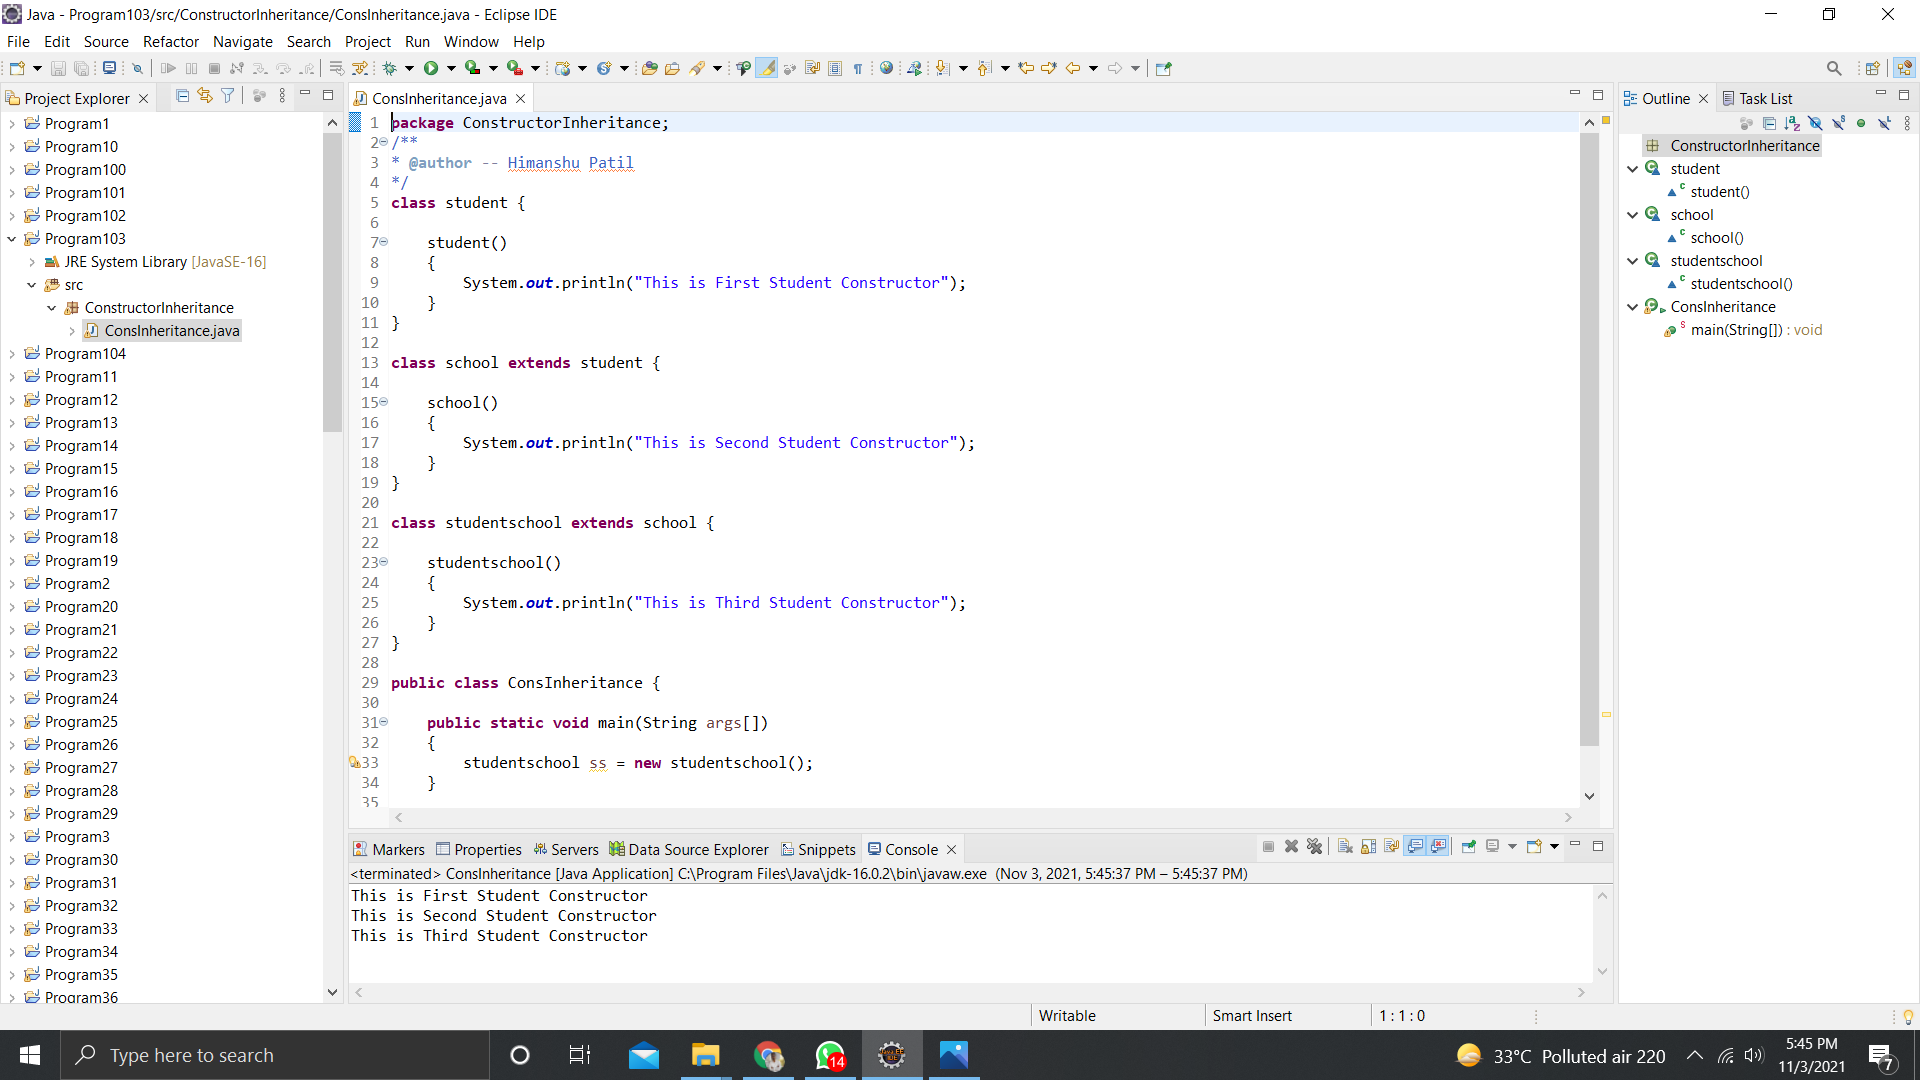 Java - Program103/src/ConstructorInheritance/ConsInheritance.java - Eclipse IDE
File Edit Source Refactor Navigate Search Project Run Window Help
Project Explorer
Program1
Program10
Program100
Program101
Program102
Program103
JRE System Library [JavaSE-16]
src
ConstructorInheritance
ConsInheritance.java
Program104
Program11
Program12
Program13
Program14
Program15
Program16
Program17
Program18
Program19
Program2
Program20
Program21
Program22
Program23
Program24
Program25
Program26
Program27
Program28
Program29
Program3
Program30
Program31
Program32
Program33
Program34
Program35
Program36
ConsInheritance.java
1 package ConstructorInheritance;
2 /**
3 * @author -- Himanshu Patil
4 */
5 class student {
6
7     student()
8     {
9         System.out.println("This is First Student Constructor");
10     }
11 }
12
13 class school extends student {
14
15     school()
16     {
17         System.out.println("This is Second Student Constructor");
18     }
19 }
20
21 class studentschool extends school {
22
23     studentschool()
24     {
25         System.out.println("This is Third Student Constructor");
26     }
27 }
28
29 public class ConsInheritance {
30
31     public static void main(String args[])
32     {
33         studentschool ss = new studentschool();
34     }
35
Outline Task List
ConstructorInheritance
student
student()
school
school()
studentschool
studentschool()
ConsInheritance
main(String[]) : void
Markers Properties Servers Data Source Explorer Snippets Console
<terminated> ConsInheritance [Java Application] C:\Program Files\Java\jdk-16.0.2\bin\javaw.exe (Nov 3, 2021, 5:45:37 PM – 5:45:37 PM)
This is First Student Constructor
This is Second Student Constructor
This is Third Student Constructor
Writable Smart Insert 1 : 1 : 0
Type here to search
14
33°C Polluted air 220
5:45 PM
11/3/2021
7